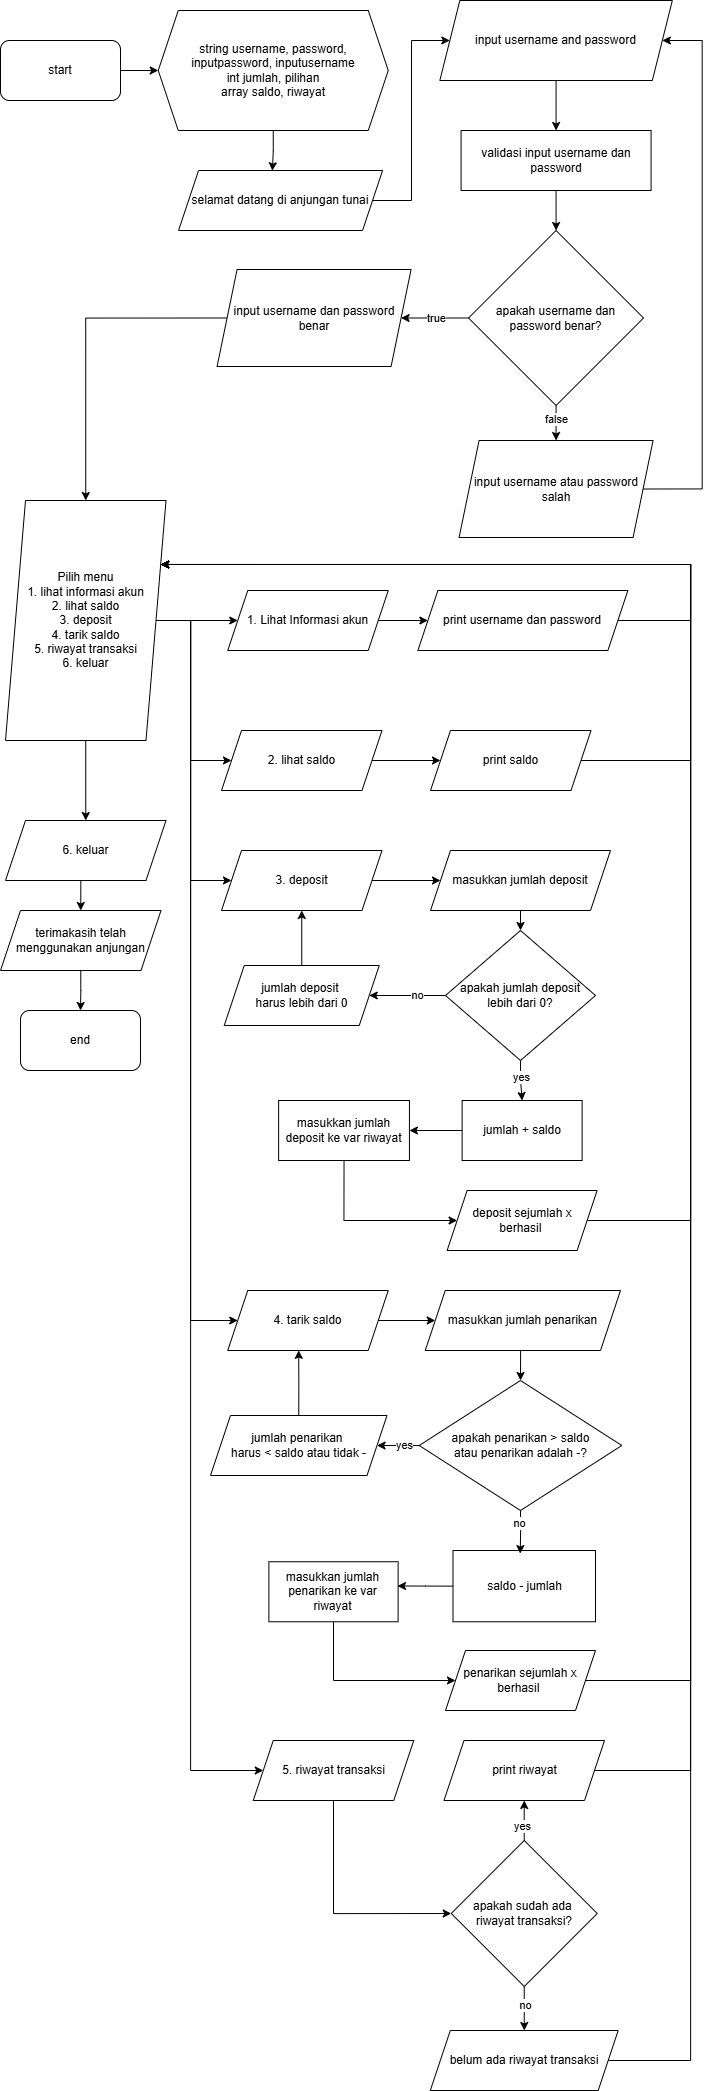 start
string username, password,
inputpassword, inputusername
int jumlah, pilihan
array saldo, riwayat
input username and password
selamat datang di anjungan tunai
validasi input username dan
password
apakah username dan
password benar?
true
input username dan password
benar
false
input username atau password
salah
Pilih menu
1. lihat informasi akun
2. lihat saldo
3. deposit
4. tarik saldo
5. riwayat transaksi
6. keluar
1. Lihat Informasi akun
print username dan password
2. lihat saldo
print saldo
6. keluar
terimakasih telah
menggunakan anjungan
end
3. deposit
masukkan jumlah deposit
apakah jumlah deposit
lebih dari 0?
no
jumlah deposit
harus lebih dari 0
yes
jumlah + saldo
masukkan jumlah
deposit ke var riwayat
deposit sejumlah x
berhasil
4. tarik saldo
masukkan jumlah penarikan
apakah penarikan > saldo
atau penarikan adalah -?
yes
jumlah penarikan
harus < saldo atau tidak -
no
saldo - jumlah
masukkan jumlah
penarikan ke var
riwayat
penarikan sejumlah x
berhasil
5. riwayat transaksi
print riwayat
yes
apakah sudah ada
riwayat transaksi?
no
belum ada riwayat transaksi